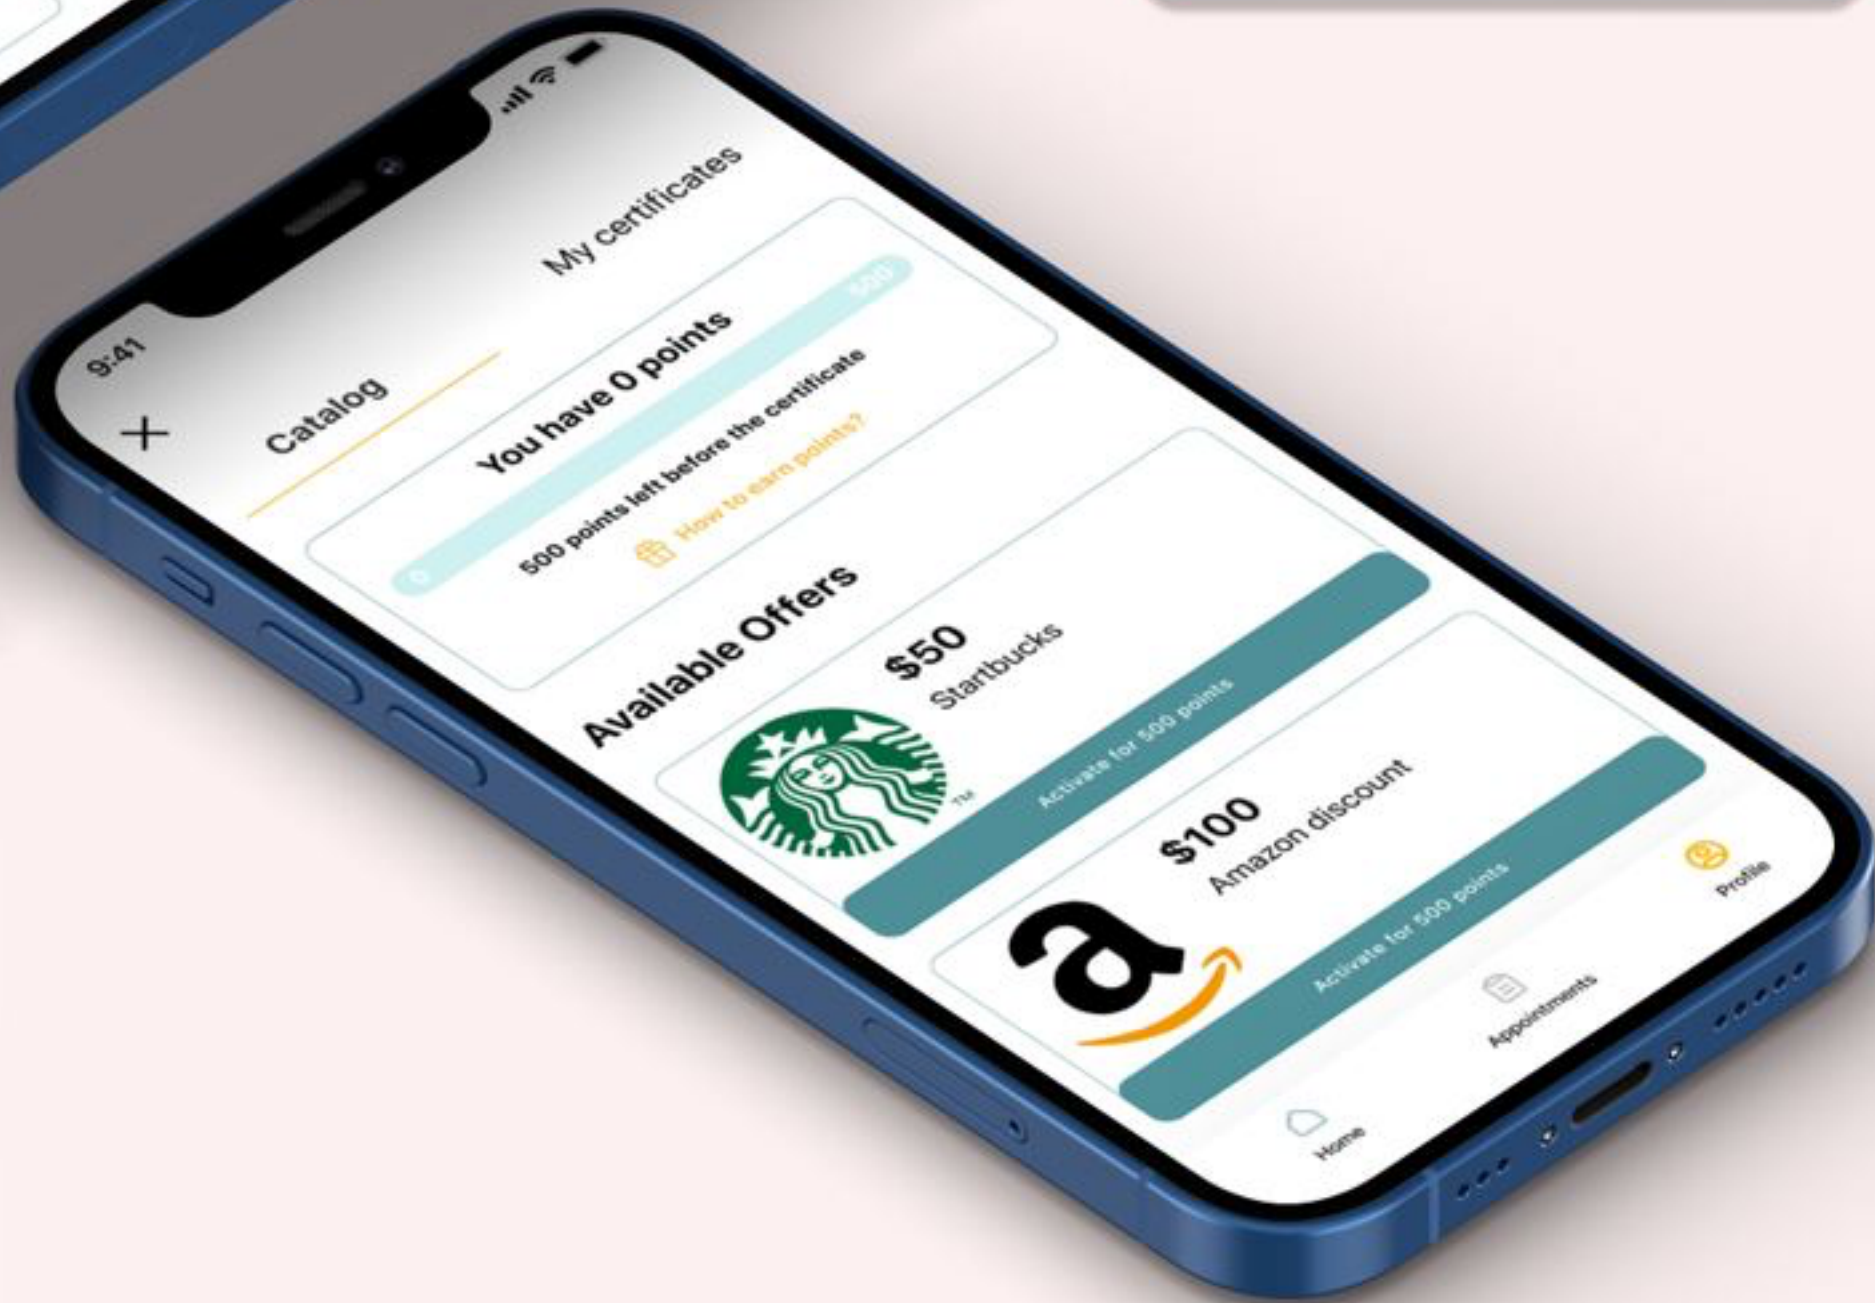 9:41
Catalog
My certificates
You have 0 points
0
500
500 points left before the certificate
How to earn points?
Available Offers
$50
Startbucks
TM
Activate for 500 points
$100
Amazon discount
a
Activate for 500 points
Home
Appointments
Profile